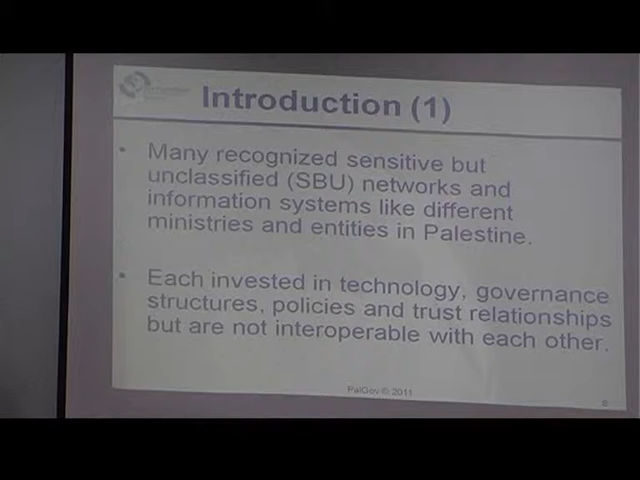 Introduction (1)
• Many recognized sensitive but
unclassified (SBU) networks and
information systems like different
ministries and entities in Palestine.
• Each invested in technology, governance
structures, policies and trust relationships
but are not interoperable with each other.
PalGov © 2011